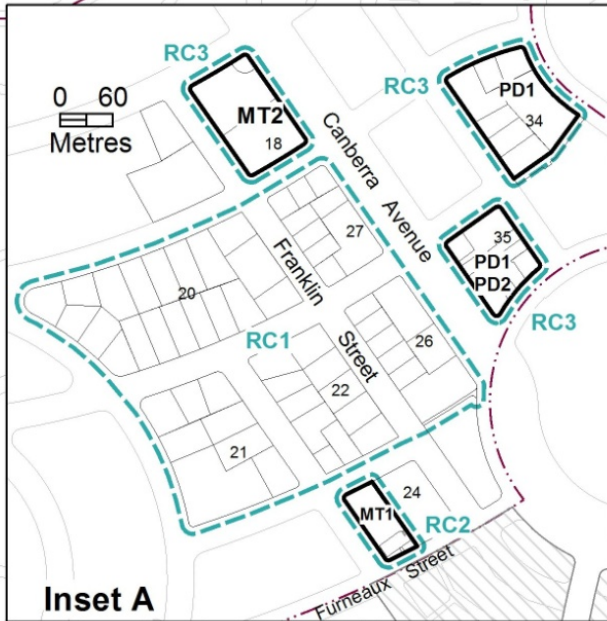 RC3
0 60
Metres
MT2
18
RC3
PD1
34
Canberra Avenue
27
Franklin Street
20
35
PD1
PD2
RC3
RC1
26
22
21
24
MT1
RC2
Furneaux Street
Inset A